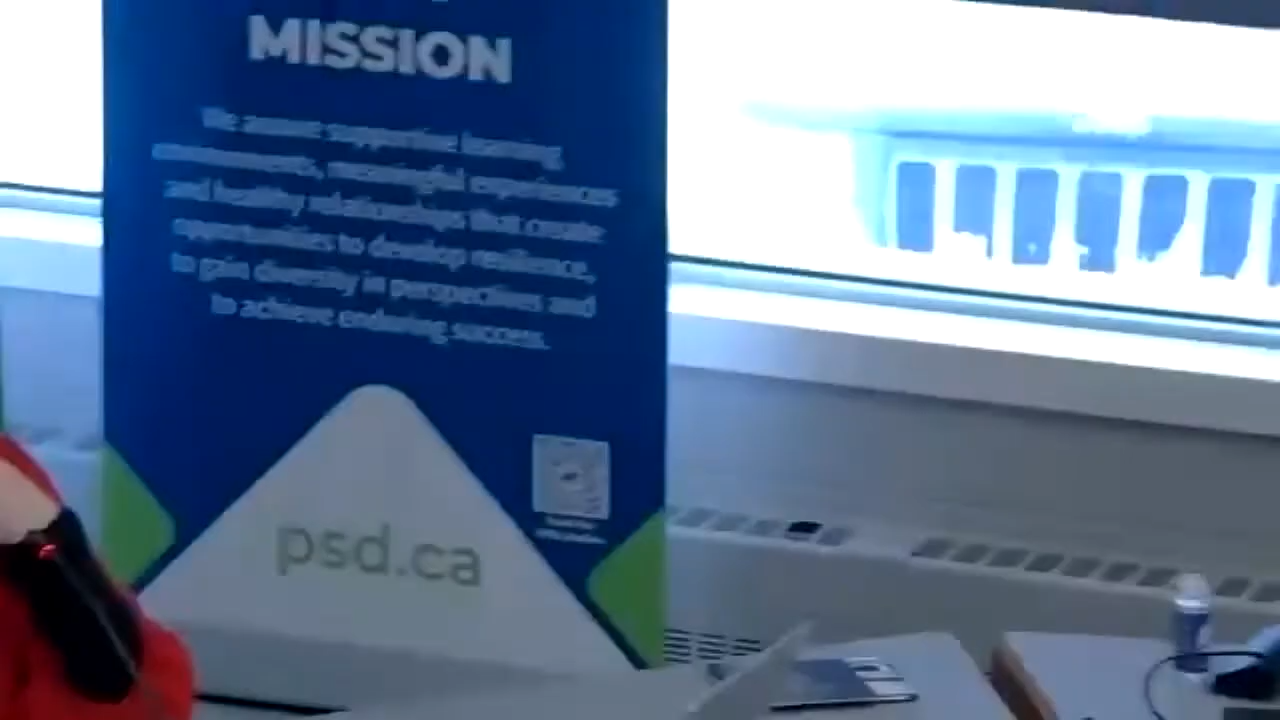 MISSION
We assure supportive learning
environments, meaningful experiences
and healthy relationships that create
opportunities to develop resilience,
to gain diversity in perspectives and
to achieve enduring success.
psd.ca